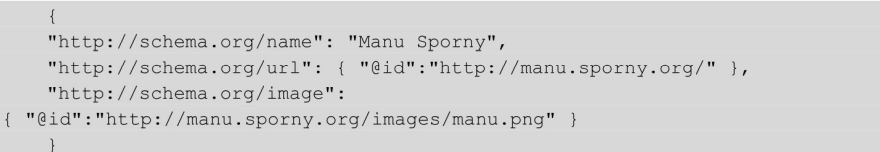 {
"http://schema.org/name": "Manu Sporny",
"http://schema.org/url": { "@id":"http://manu.sporny.org/" },
"http://schema.org/image":
{ "@id":"http://manu.sporny.org/images/manu.png" }
}